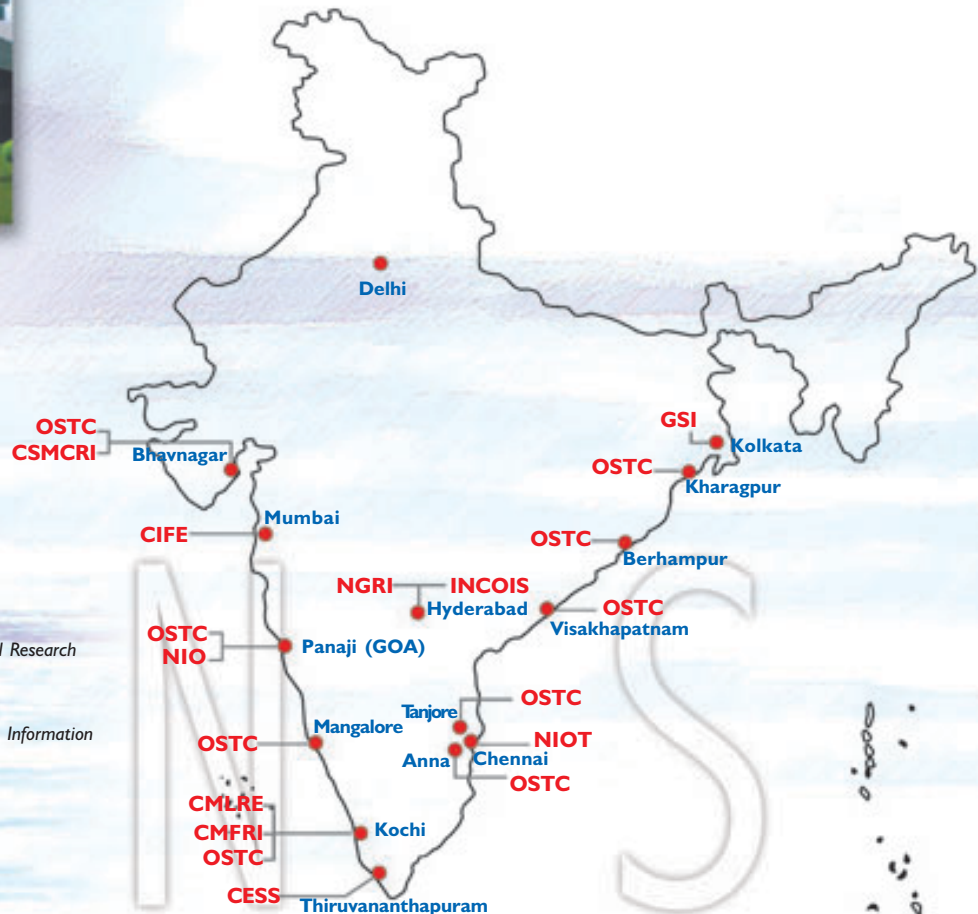 Delhi
GSI
Kolkata
OSTC
CSMCRI
Bhavnagar
OSTC
Kharagpur
Mumbai
CIFE
OSTC
Berhampur
NGRI INCOIS
Hyderabad
OSTC
Visakhapatnam
OSTC
NIO
Panaji (GOA)
l Research
Tanjore
OSTC
Mangalore
OSTC
Information
NIOT
Anna
Chennai
OSTC
CMLRE
CMFRI
OSTC
Kochi
CESS
Thiruvananthapuram
N S